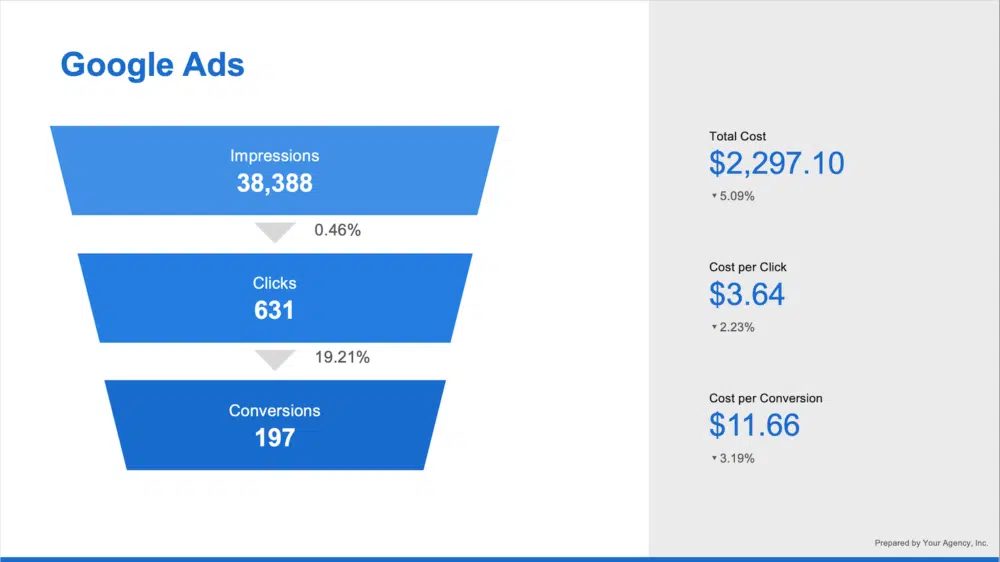 Google Ads
Impressions
38,388
0.46%
Clicks
631
19.21%
Conversions
197
Total Cost
$2,297.10
▼ 5.09%
Cost per Click
$3.64
▼ 2.23%
Cost per Conversion
$11.66
▼ 3.19%
Prepared by Your Agency, Inc.